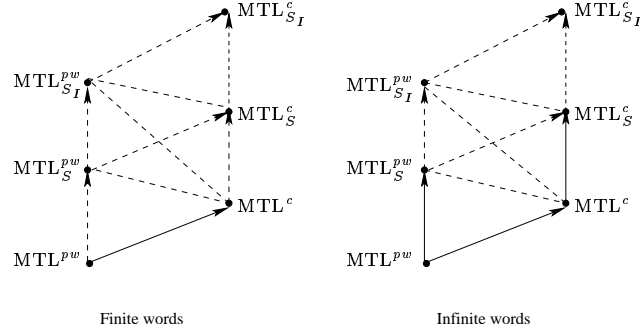 MTL^c_{S_I} MTL^c_{S_I}
MTL^{pw}_{S_I} MTL^{pw}_{S_I}
MTL^c_S MTL^c_S
MTL^{pw}_S MTL^{pw}_S
MTL^c MTL^c
MTL^{pw} MTL^{pw}
Finite words Infinite words